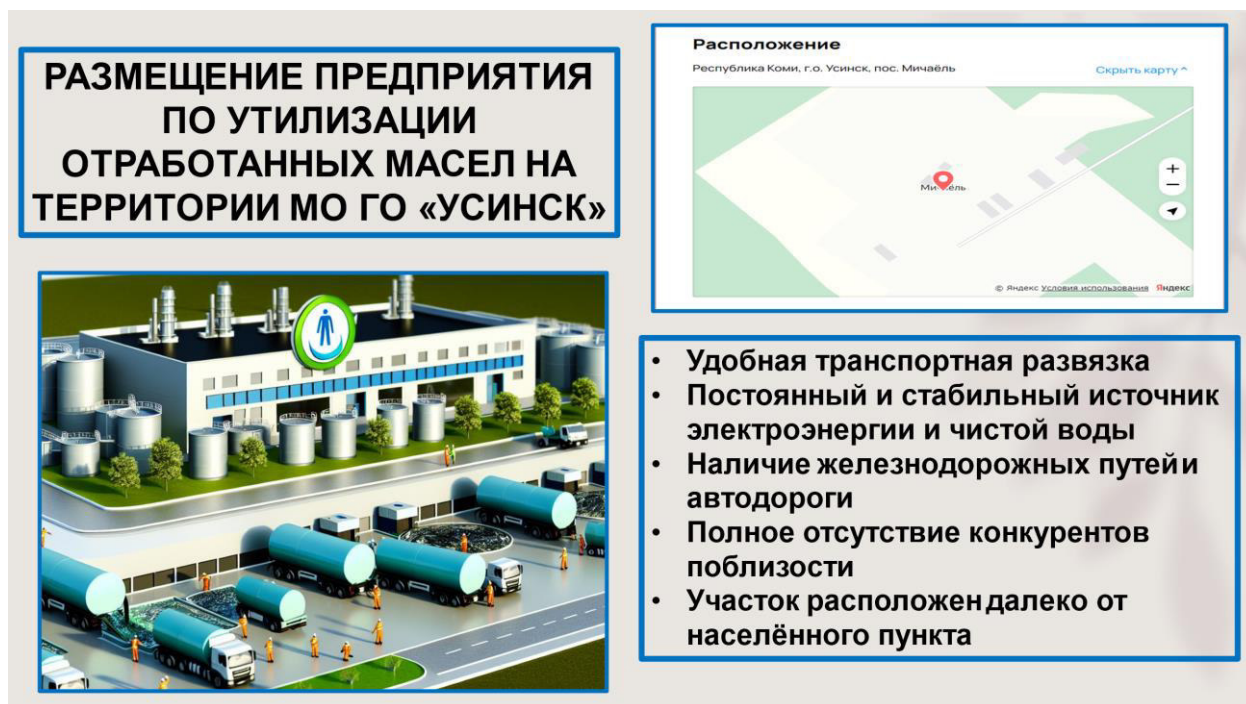 РАЗМЕЩЕНИЕ ПРЕДПРИЯТИЯ
ПО УТИЛИЗАЦИИ
ОТРАБОТАННЫХ МАСЕЛ НА
ТЕРРИТОРИИ МО ГО «УСИНСК»
Расположение
Республика Коми, г.о. Усинск, пос. Мичаёль
Скрыть карту
© Яндекс Условия использования Яндекс
• Удобная транспортная развязка
• Постоянный и стабильный источник
электроэнергии и чистой воды
• Наличие железнодорожных путей и
автодороги
• Полное отсутствие конкурентов
поблизости
• Участок расположен далеко от
населённого пункта